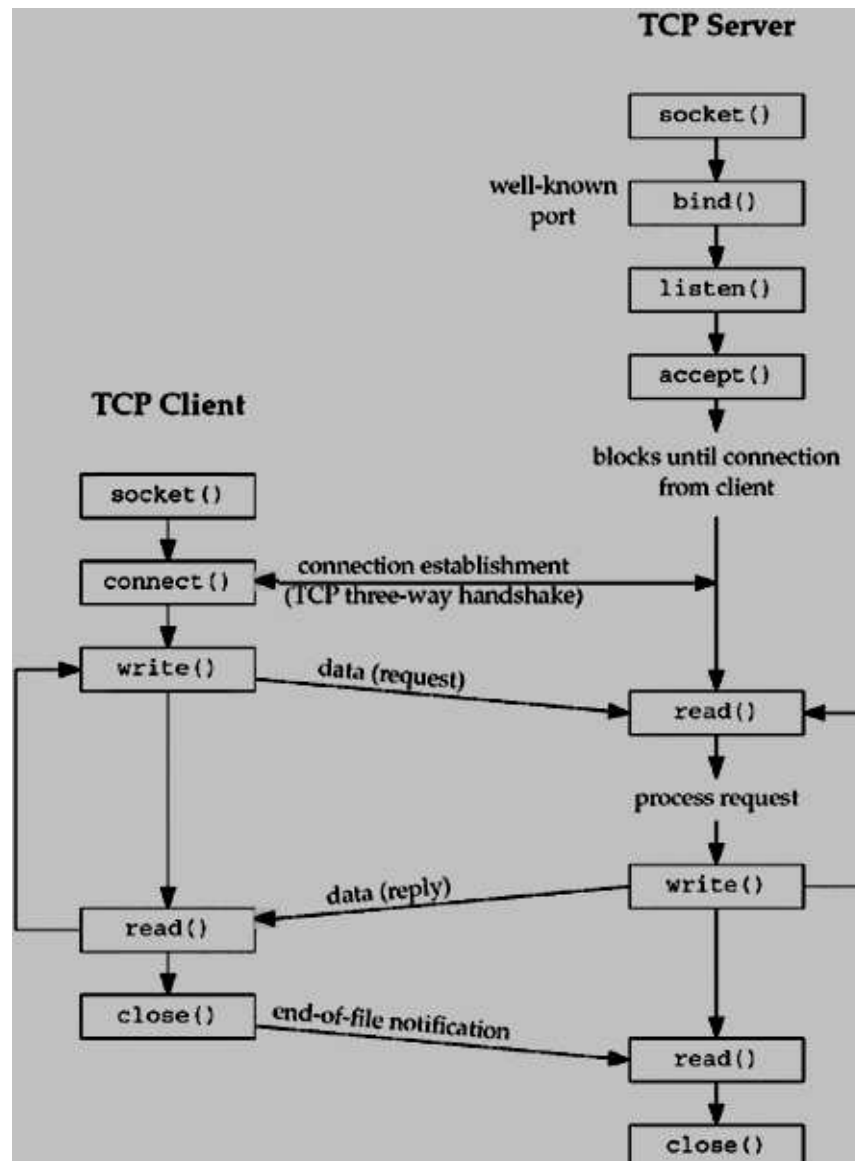 TCP Server
socket()
well-known
port
bind()
listen()
accept()
TCP Client
blocks until connection
from client
socket()
connection establishment
(TCP three-way handshake)
connect()
write()
data (request)
read()
process request
data (reply)
write()
read()
close()
end-of-file notification
read()
close()